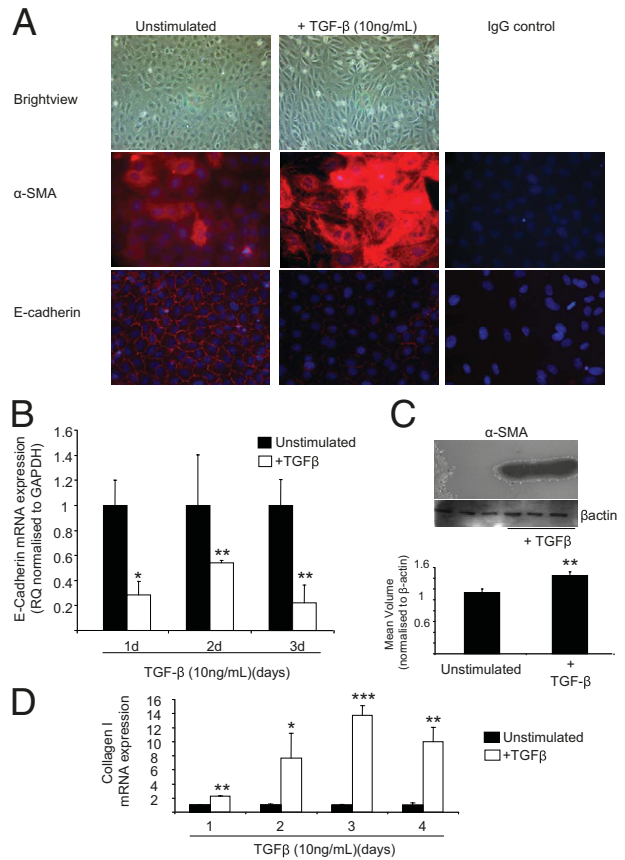 A
Unstimulated
+ TGF-β (10ng/mL)
IgG control
Brightview
α-SMA
E-cadherin
B
E-Cadherin mRNA expression
(RQ normalised to GAPDH)
1.6
1.4
1.2
1
0.8
0.6
0.4
0.2
Unstimulated
+TGFβ
*
**
**
1d
2d
3d
TGF-β (10ng/mL)(days)
C
α-SMA
βactin
+ TGFβ
Mean Volume
(normalised to β-actin)
1.6
1
0.6
**
Unstimulated
+
TGF-β
D
Collagen I
mRNA expression
16
14
12
10
8
6
4
2
**
*
***
**
Unstimulated
+TGFβ
1
2
3
4
TGFβ (10ng/mL)(days)